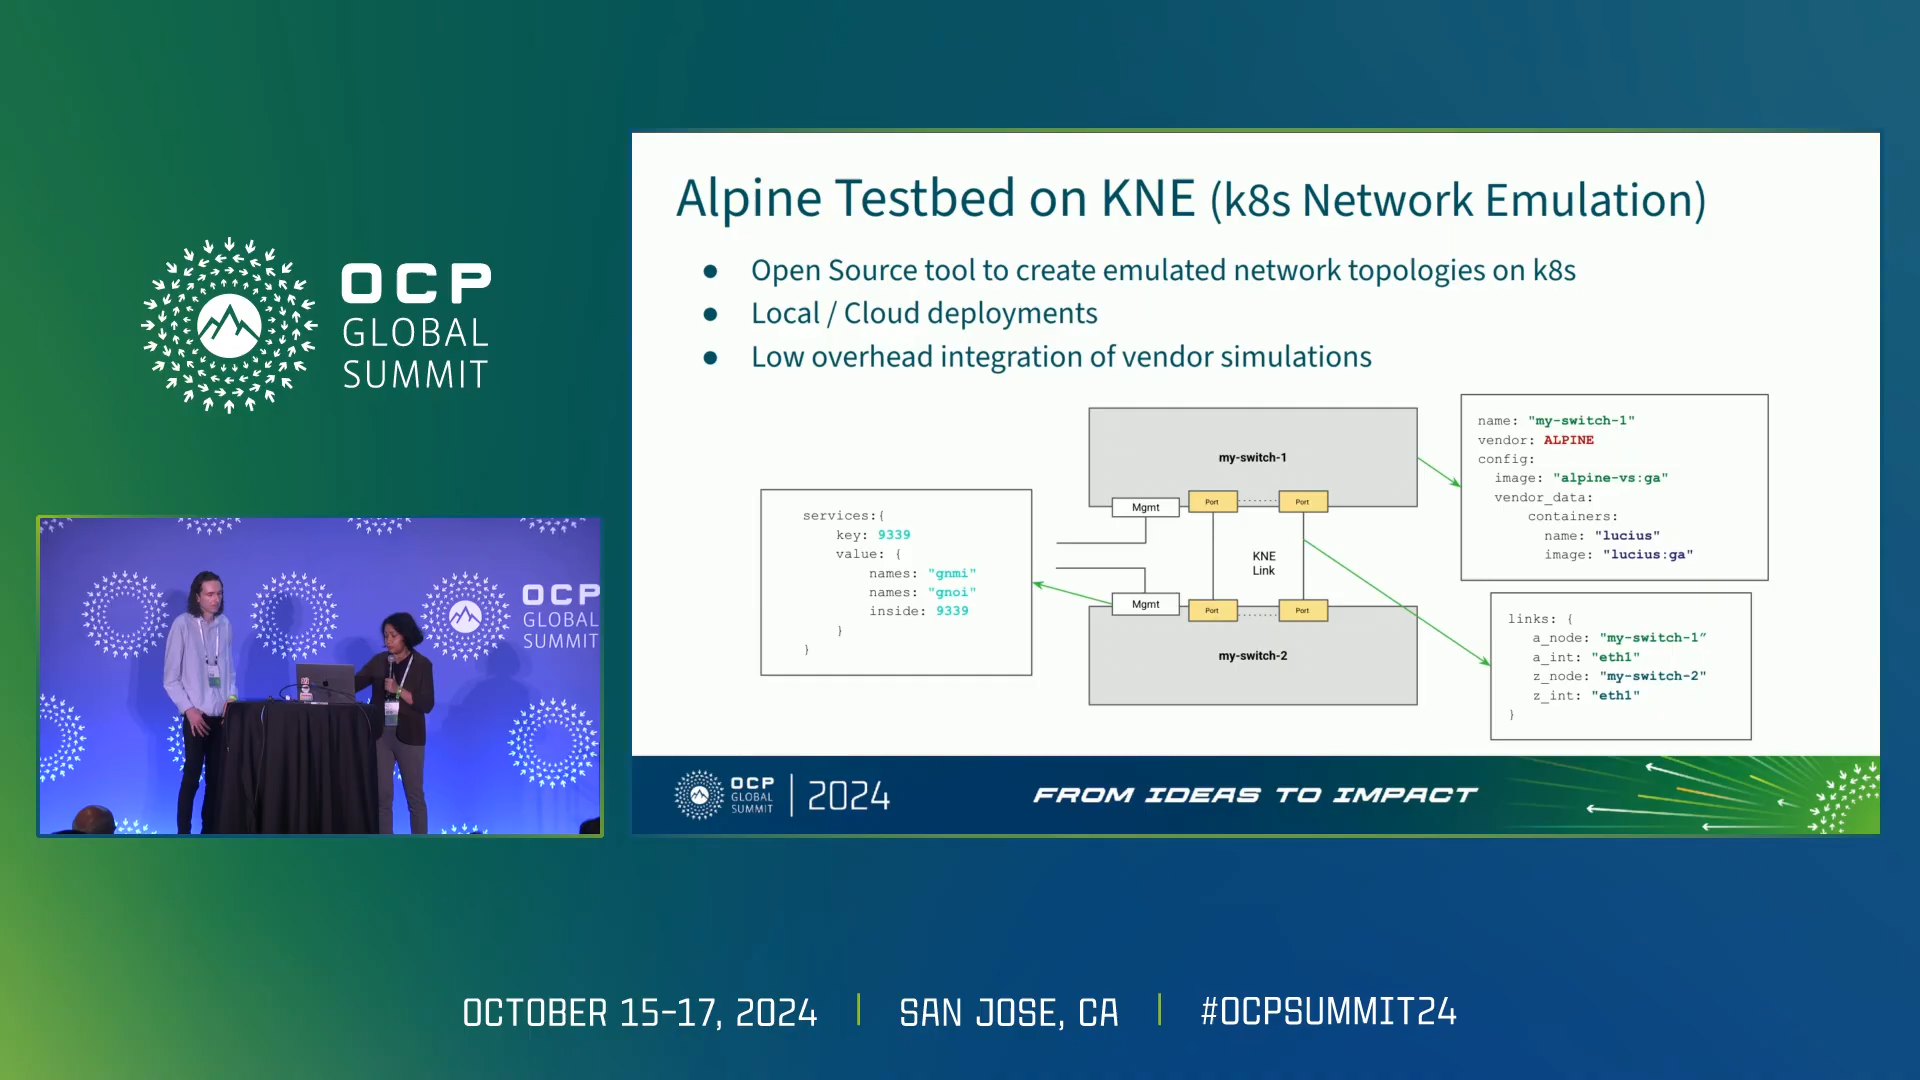 OCP
GLOBAL
SUMMIT
OCP
GLOBAL
SUMMIT
Alpine Testbed on KNE (k8s Network Emulation)
● Open Source tool to create emulated network topologies on k8s
● Local / Cloud deployments
● Low overhead integration of vendor simulations
services:{
key: 9339
value: {
names: "gnmi"
names: "gnoi"
inside: 9339
}
}
my-switch-1
Mgmt
Port
Port
KNE
Link
Mgmt
Port
Port
my-switch-2
name: "my-switch-1"
vendor: ALPINE
config:
image: "alpine-vs:ga"
vendor_data:
containers:
name: "lucius"
image: "lucius:ga"
links: {
a_node: "my-switch-1”
a_int: "eth1"
z_node: "my-switch-2"
z_int: "eth1"
}
OCP
GLOBAL
SUMMIT
2024
FROM IDEAS TO IMPACT
OCTOBER 15-17, 2024 | SAN JOSE, CA | #OCPSUMMIT24